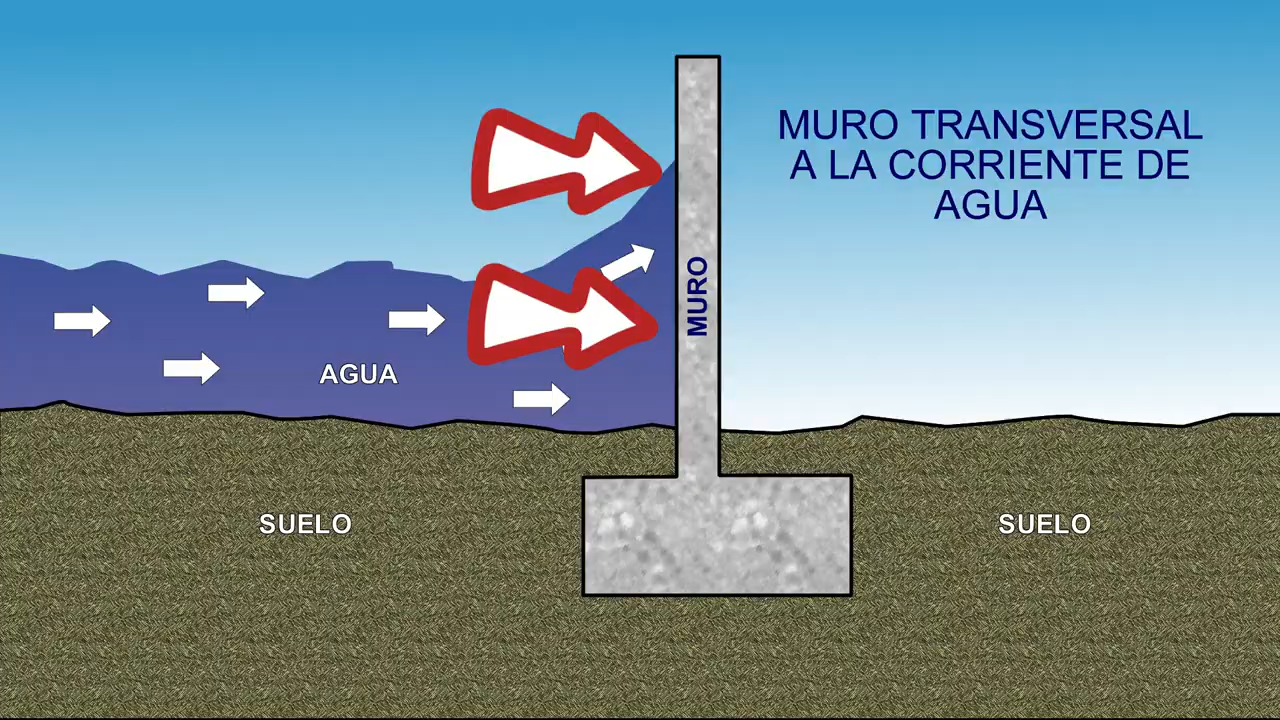 MURO TRANSVERSAL
A LA CORRIENTE DE
AGUA
MURO
AGUA
SUELO
SUELO